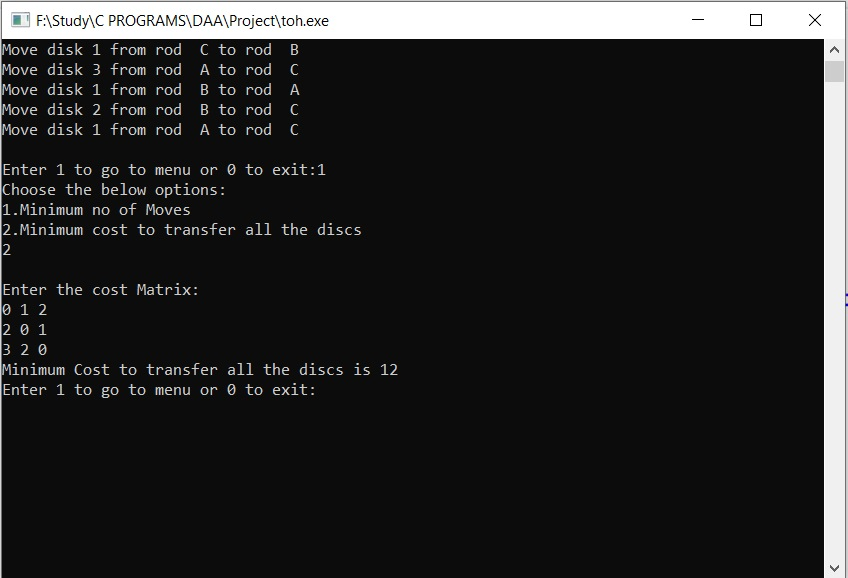 F:\Study\C PROGRAMS\DAA\Project\toh.exe
Move disk 1 from rod  C to rod  B
Move disk 3 from rod  A to rod  C
Move disk 1 from rod  B to rod  A
Move disk 2 from rod  B to rod  C
Move disk 1 from rod  A to rod  C
Enter 1 to go to menu or 0 to exit:1
Choose the below options:
1.Minimum no of Moves
2.Minimum cost to transfer all the discs
2
Enter the cost Matrix:
0 1 2
2 0 1
3 2 0
Minimum Cost to transfer all the discs is 12
Enter 1 to go to menu or 0 to exit: